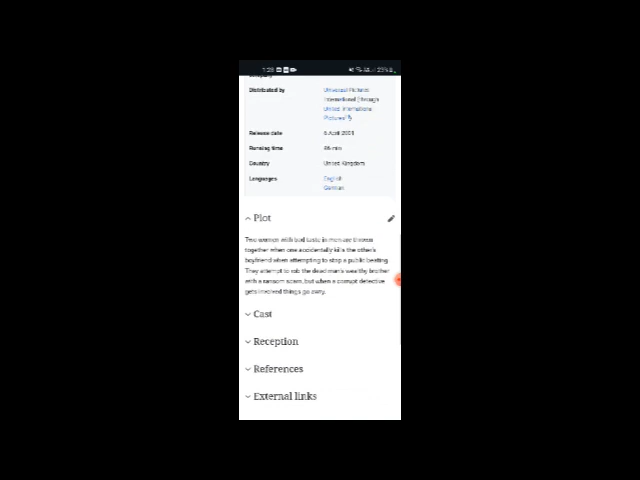 Distributed by
Universal Pictures
International (through
United International
Pictures)
Release date
6 April 2001
Running time
min
Country
United Kingdom
Languages
English
German
Plot
Two women with bad taste in men are thrown
together when one accidentally kills the other's
boyfriend when attempting to stop a public beating.
They attempt to rob the dead man's wealthy brother
with a ransom scam, but when a corrupt detective
gets involved things go awry.
Cast
Reception
References
External links